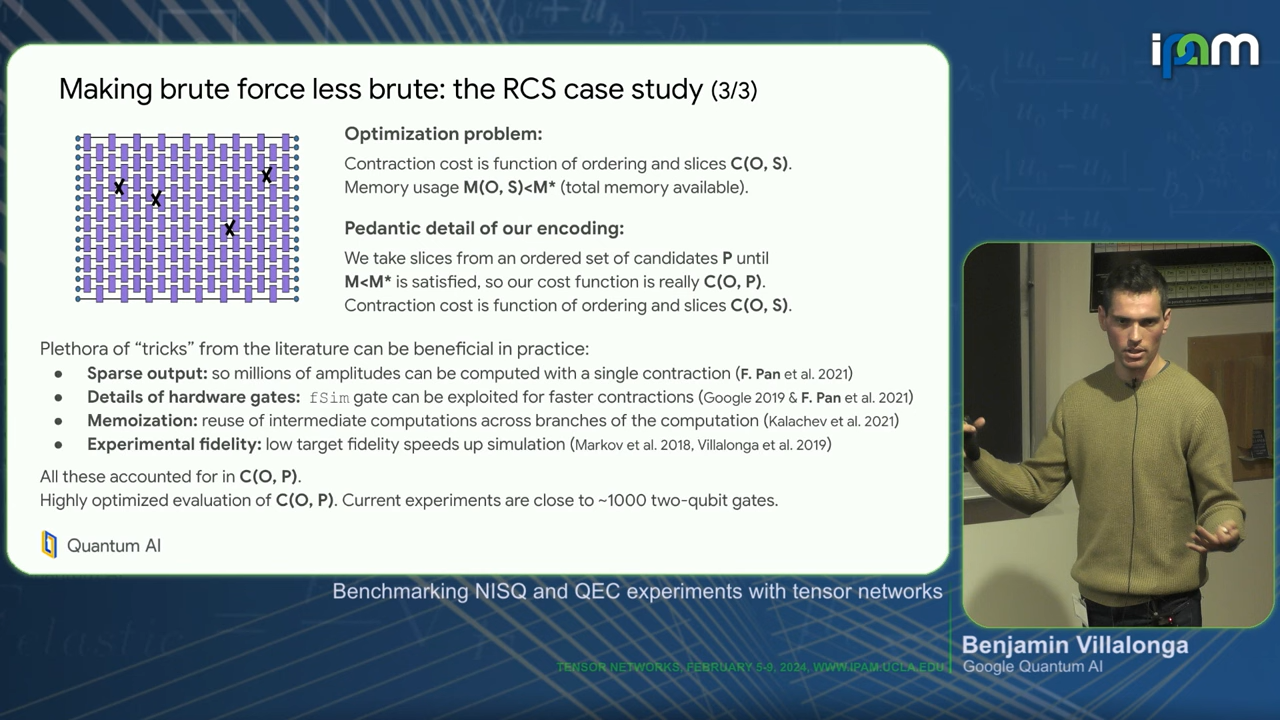 ipam
Making brute force less brute: the RCS case study (3/3)
Optimization problem:
Contraction cost is function of ordering and slices C(O, S).
Memory usage M(O, S)<M* (total memory available).
Pedantic detail of our encoding:
We take slices from an ordered set of candidates P until
M<M* is satisfied, so our cost function is really C(O, P).
Contraction cost is function of ordering and slices C(O, S).
Plethora of “tricks” from the literature can be beneficial in practice:
● Sparse output: so millions of amplitudes can be computed with a single contraction (F. Pan et al. 2021)
● Details of hardware gates: fSim gate can be exploited for faster contractions (Google 2019 & F. Pan et al. 2021)
● Memoization: reuse of intermediate computations across branches of the computation (Kalachev et al. 2021)
● Experimental fidelity: low target fidelity speeds up simulation (Markov et al. 2018, Villalonga et al. 2019)
All these accounted for in C(O, P).
Highly optimized evaluation of C(O, P). Current experiments are close to ~1000 two-qubit gates.
Quantum AI
Benchmarking NISQ and QEC experiments with tensor networks
Benjamin Villalonga
Google Quantum AI
TENSOR NETWORKS, FEBRUARY 5-9, 2024, WWW.IPAM.UCLA.EDU
elastic